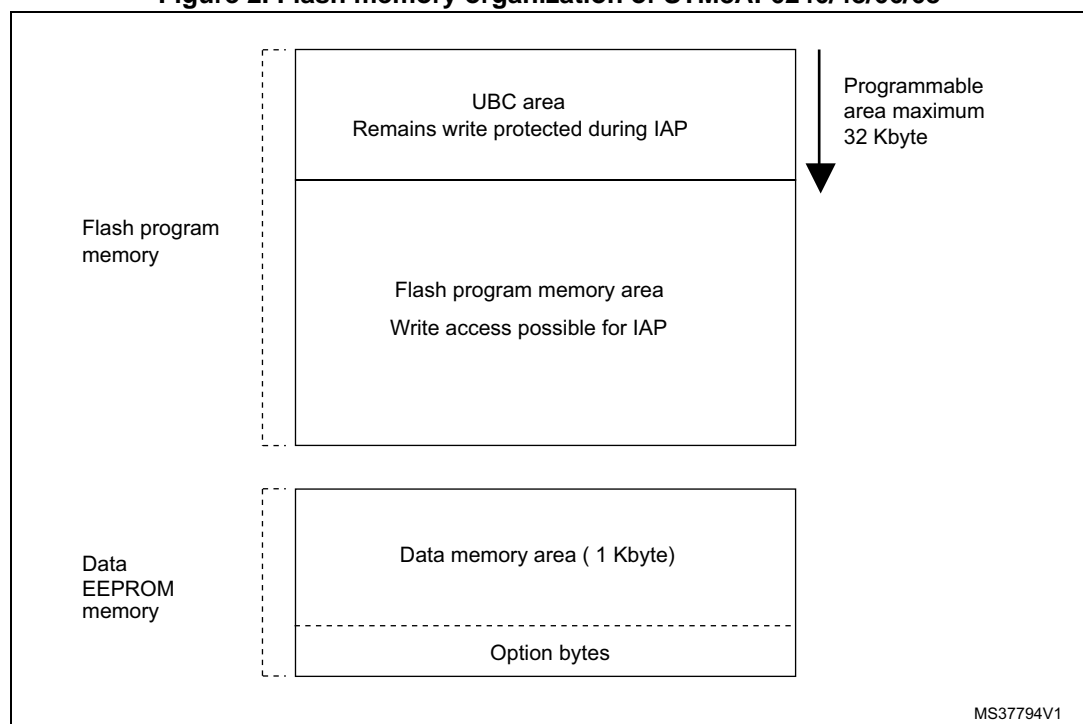 UBC area
Remains write protected during IAP
Programmable
area maximum
32 Kbyte
Flash program
memory
Flash program memory area
Write access possible for IAP
Data
EEPROM
memory
Data memory area ( 1 Kbyte)
Option bytes
MS37794V1